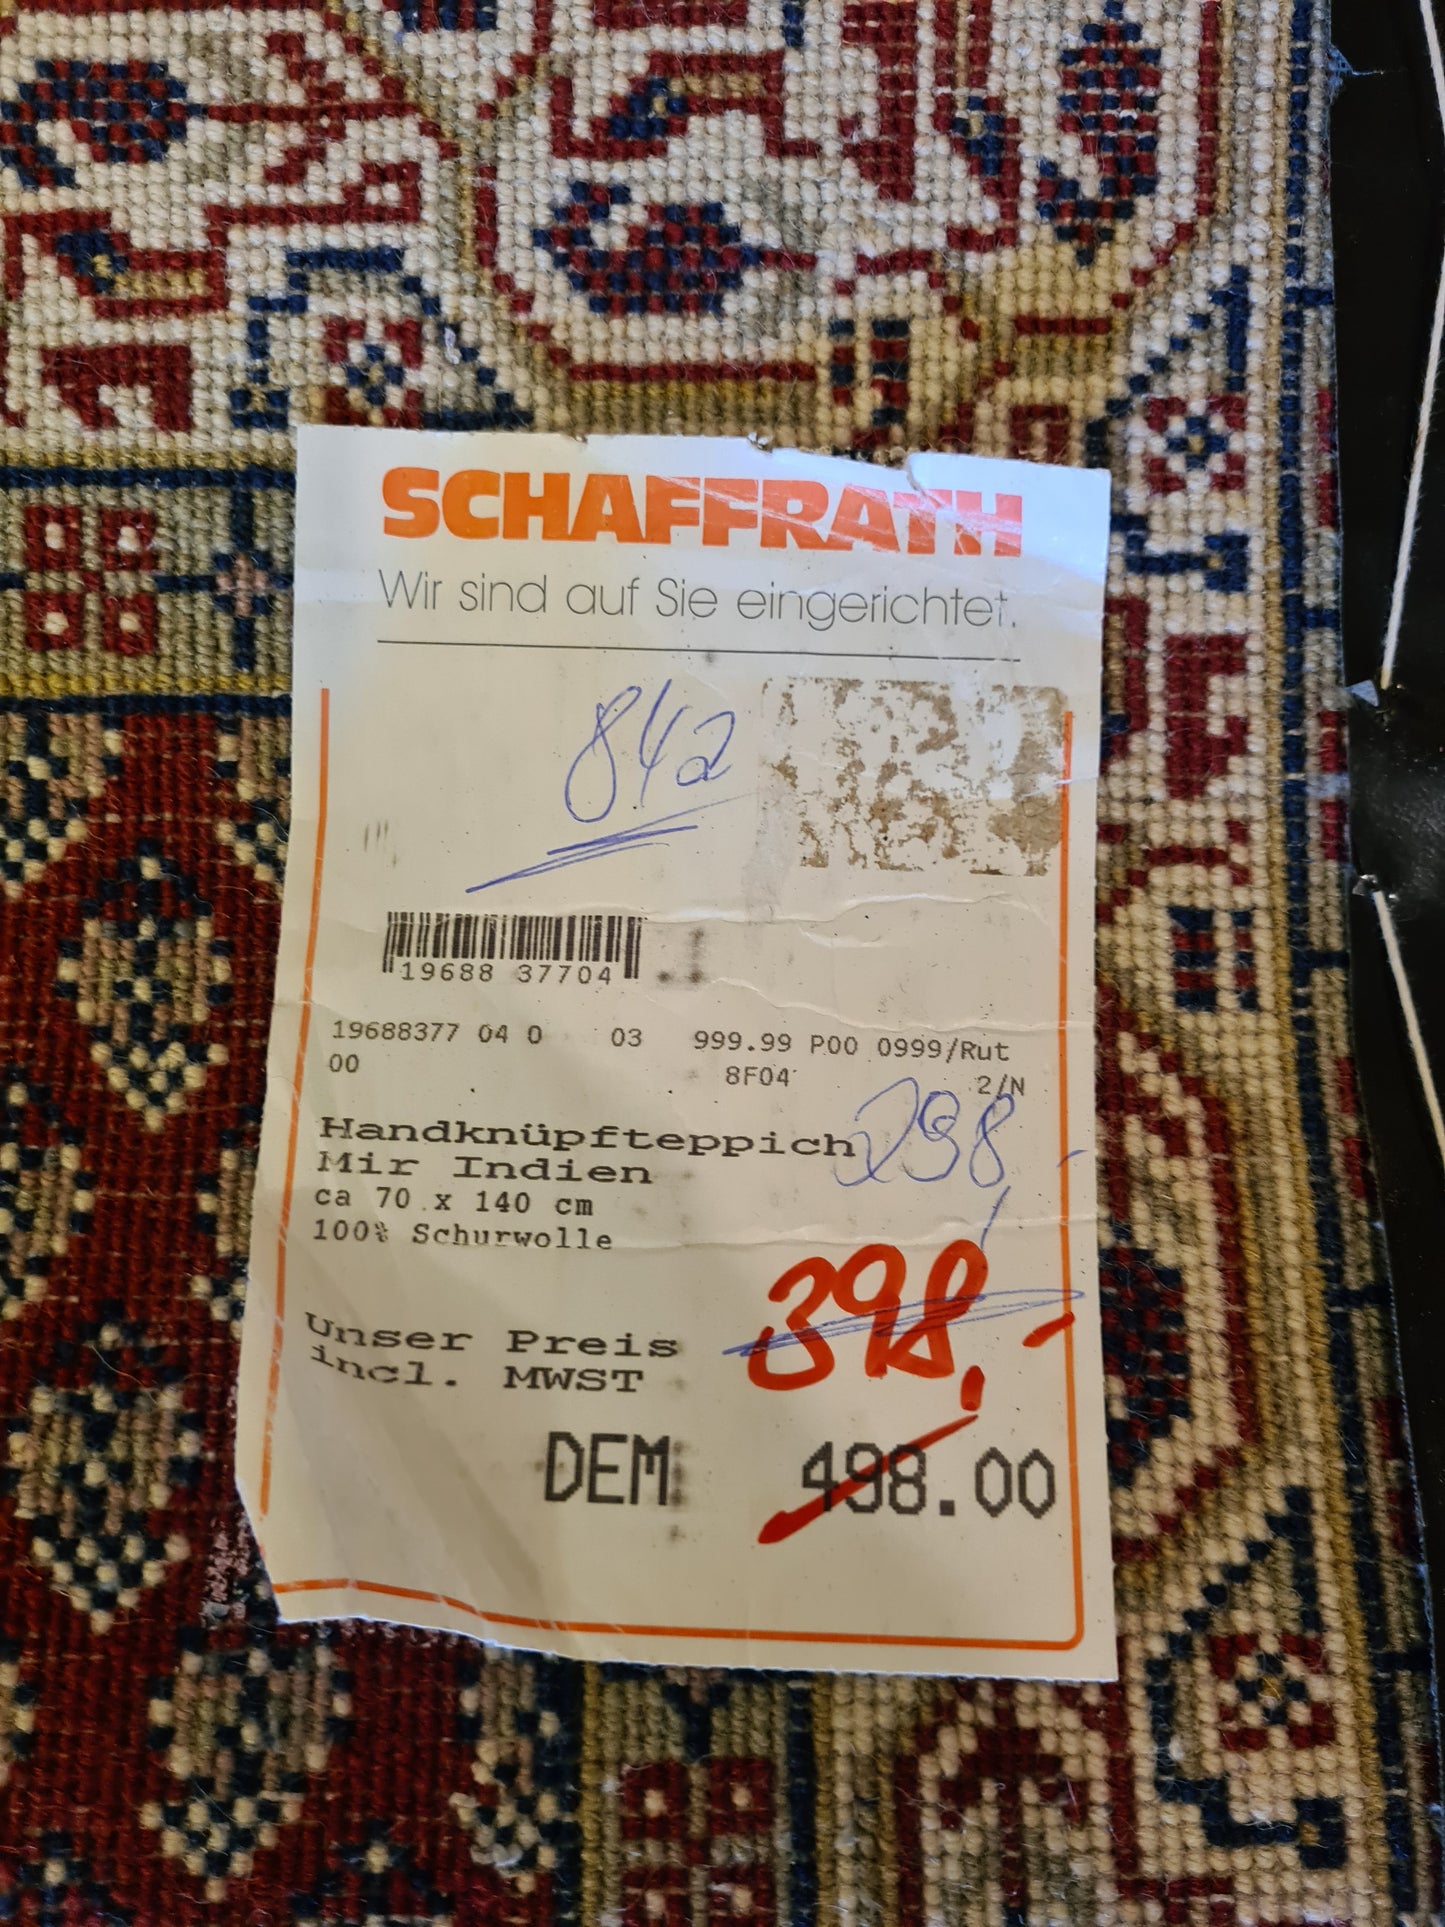 SCHAFFRATH
Wir sind auf Sie eingerichtet.
842
19688 37704
19688377 04 0 03 999.99 P00 0999/Rut
00 8F04 2/N
298,-
Handknüpfteppich
Mir Indien
ca 70 x 140 cm
100% Schurwolle
398,-
Unser Preis
incl. MWST
DEM 498.00